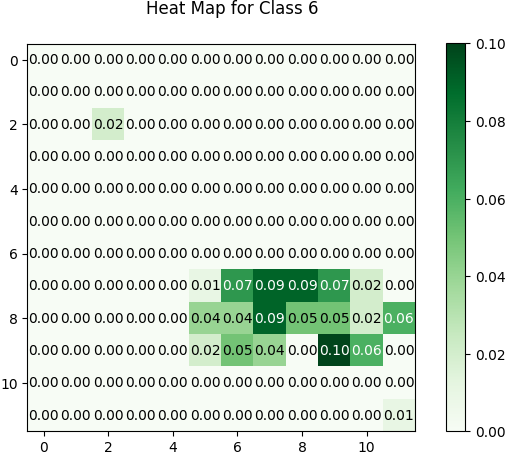 Heat Map for Class 6
0 0.00 0.00 0.00 0.00 0.00 0.00 0.00 0.00 0.00 0.00 0.00 0.00 0.10
0.00 0.00 0.00 0.00 0.00 0.00 0.00 0.00 0.00 0.00 0.00 0.00
2 0.00 0.00 0.02 0.00 0.00 0.00 0.00 0.00 0.00 0.00 0.00 0.00 0.08
0.00 0.00 0.00 0.00 0.00 0.00 0.00 0.00 0.00 0.00 0.00 0.00
4 0.00 0.00 0.00 0.00 0.00 0.00 0.00 0.00 0.00 0.00 0.00 0.00 0.06
0.00 0.00 0.00 0.00 0.00 0.00 0.00 0.00 0.00 0.00 0.00 0.00
6 0.00 0.00 0.00 0.00 0.00 0.00 0.00 0.00 0.00 0.00 0.00 0.00 0.04
0.00 0.00 0.00 0.00 0.00 0.01 0.07 0.09 0.09 0.07 0.02 0.00
8 0.00 0.00 0.00 0.00 0.00 0.04 0.04 0.09 0.05 0.05 0.02 0.06
0.00 0.00 0.00 0.00 0.00 0.02 0.05 0.04 0.00 0.10 0.06 0.00 0.02
10 0.00 0.00 0.00 0.00 0.00 0.00 0.00 0.00 0.00 0.00 0.00 0.00
0.00 0.00 0.00 0.00 0.00 0.00 0.00 0.00 0.00 0.00 0.00 0.01 0.00
0 2 4 6 8 10